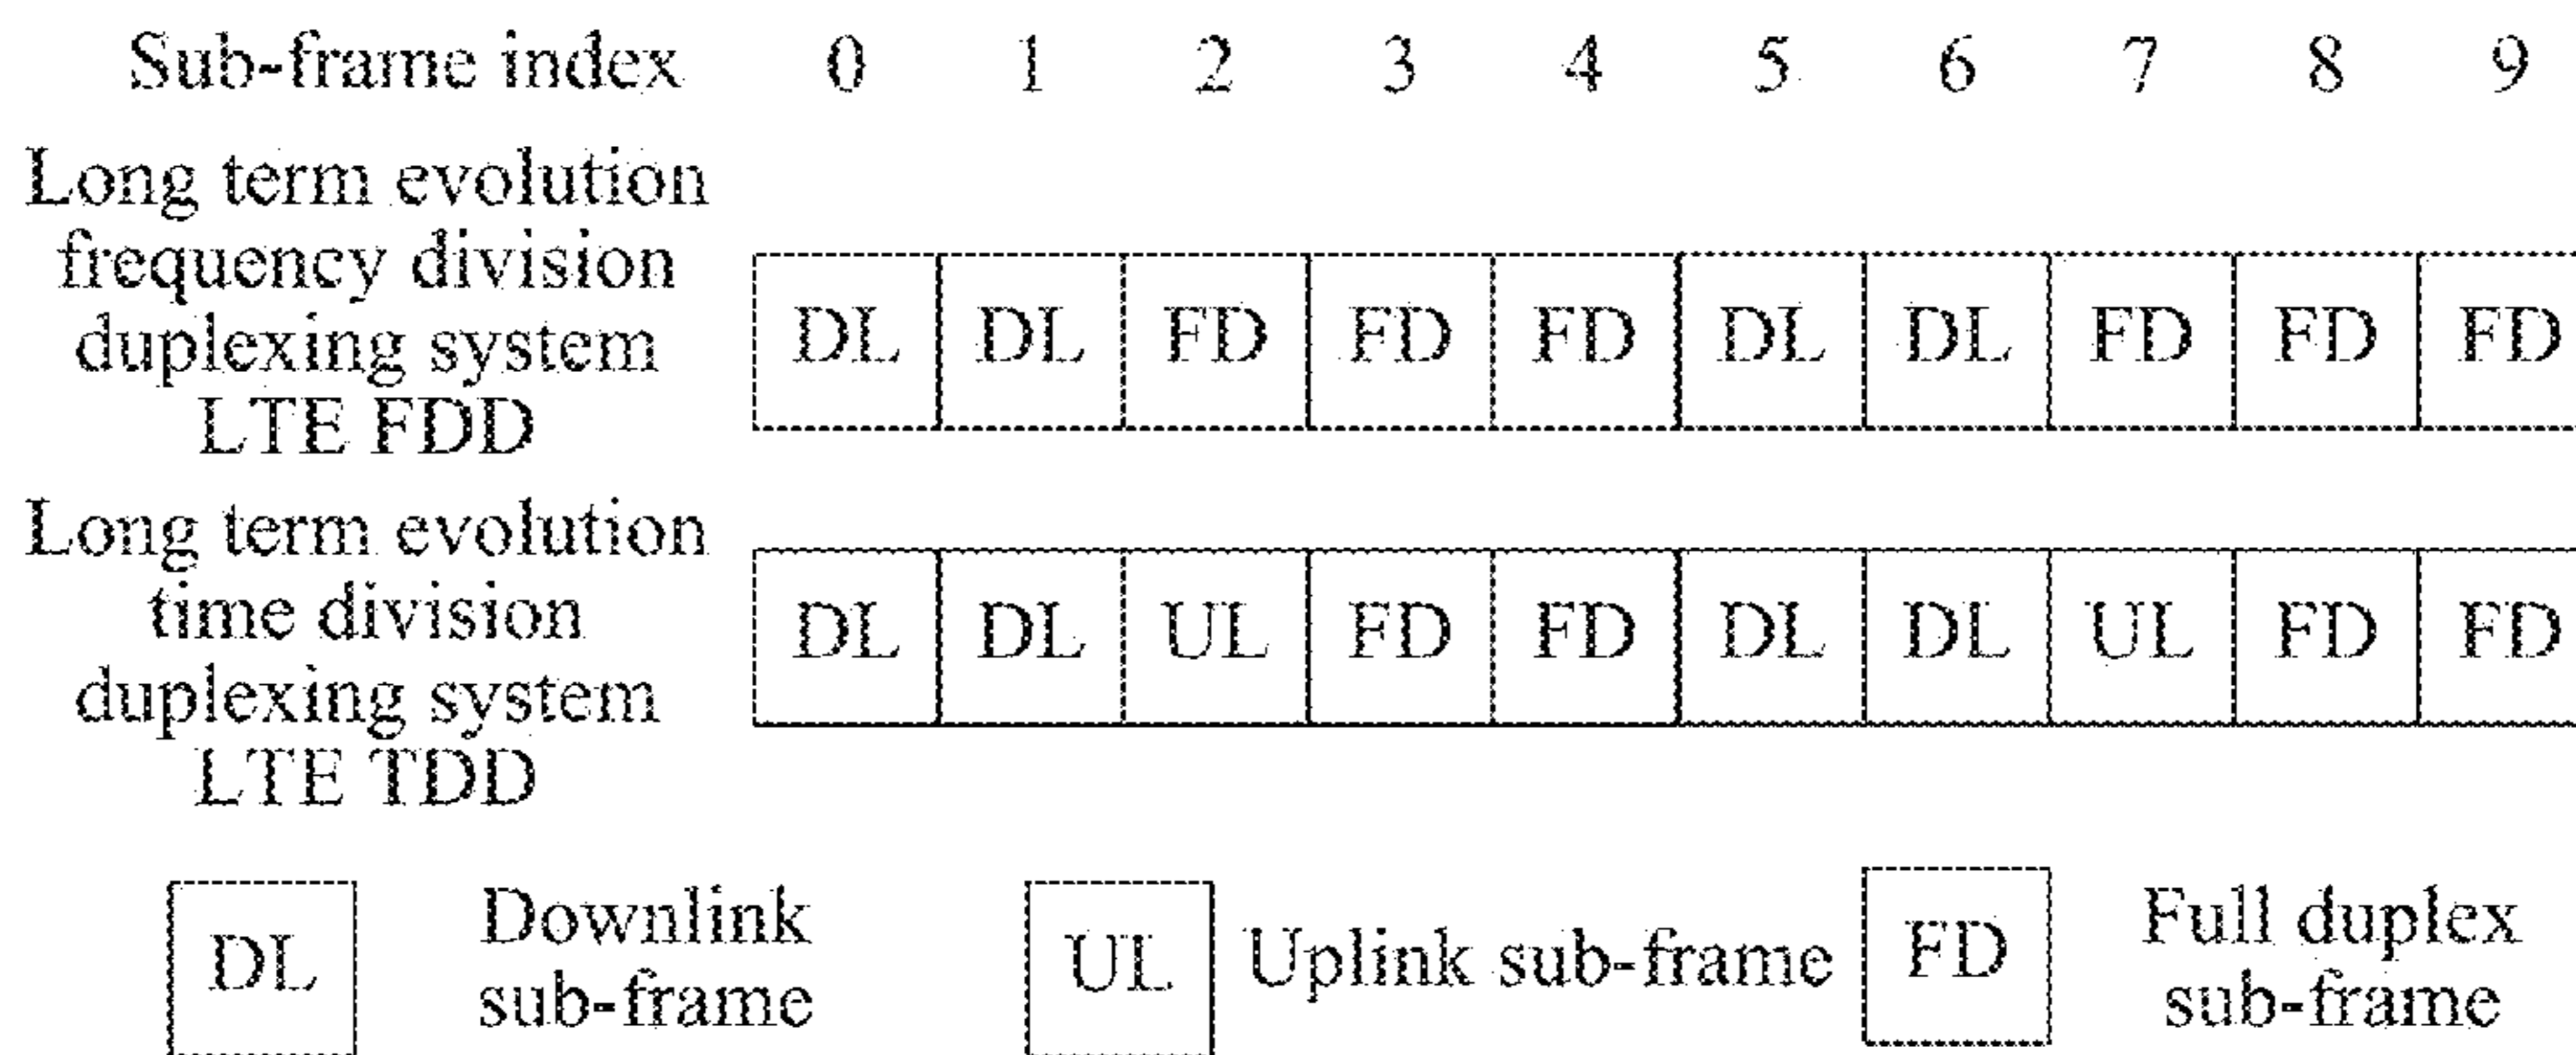 Sub-frame index 0 1 2 3 4 5 6 7 8 9
Long term evolution
frequency division
duplexing system
LTE FDD
DL DL FD FD FD DL DL FD FD FD
Long term evolution
time division
duplexing system
LTE TDD
DL DL UL FD FD DL DL UL FD FD
DL
Downlink
sub-frame
UL
Uplink sub-frame
FD
Full duplex
sub-frame